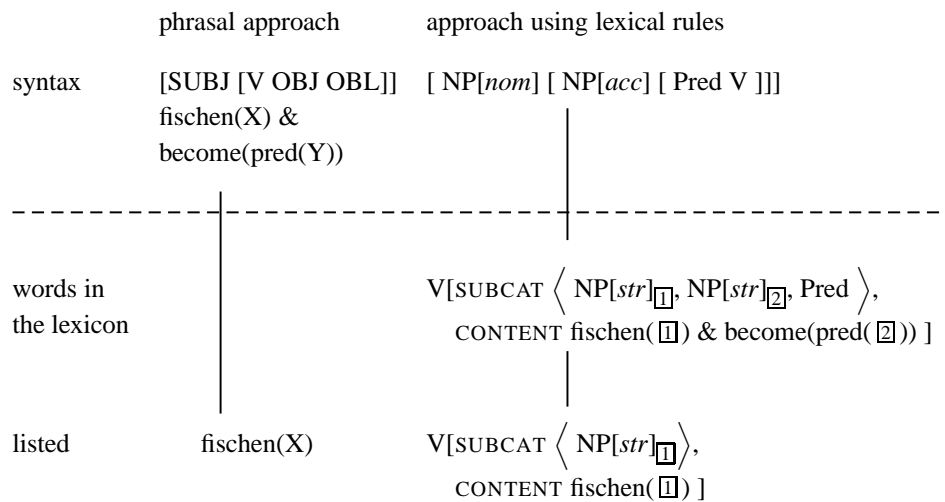 phrasal approach approach using lexical rules
syntax [SUBJ [V OBJ OBL]] [ NP[nom] [ NP[acc] [ Pred V ]]]
fischen(X) &
become(pred(Y))
words in V[SUBCAT ⟨ NP[str]1, NP[str]2, Pred ⟩,
the lexicon CONTENT fischen( 1 ) & become(pred( 2 )) ]
listed fischen(X) V[SUBCAT ⟨ NP[str]1 ⟩,
CONTENT fischen( 1 ) ]